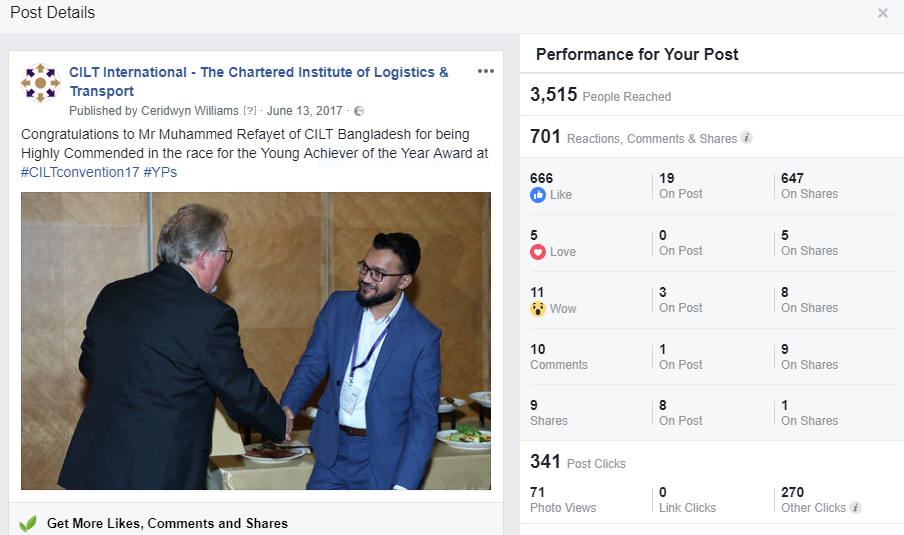 Post Details
×
CILT International - The Chartered Institute of Logistics &
Transport
Published by Ceridwyn Williams [?] · June 13, 2017 ·
Congratulations to Mr Muhammed Refayet of CILT Bangladesh for being
Highly Commended in the race for the Young Achiever of the Year Award at
#CILTconvention17 #YPs
Get More Likes, Comments and Shares
Performance for Your Post
3,515 People Reached
701 Reactions, Comments & Shares i
666 19 647
Like On Post On Shares
5 0 5
Love On Post On Shares
11 3 8
Wow On Post On Shares
10 1 9
Comments On Post On Shares
9 8 1
Shares On Post On Shares
341 Post Clicks
71 0 270
Photo Views Link Clicks Other Clicks i